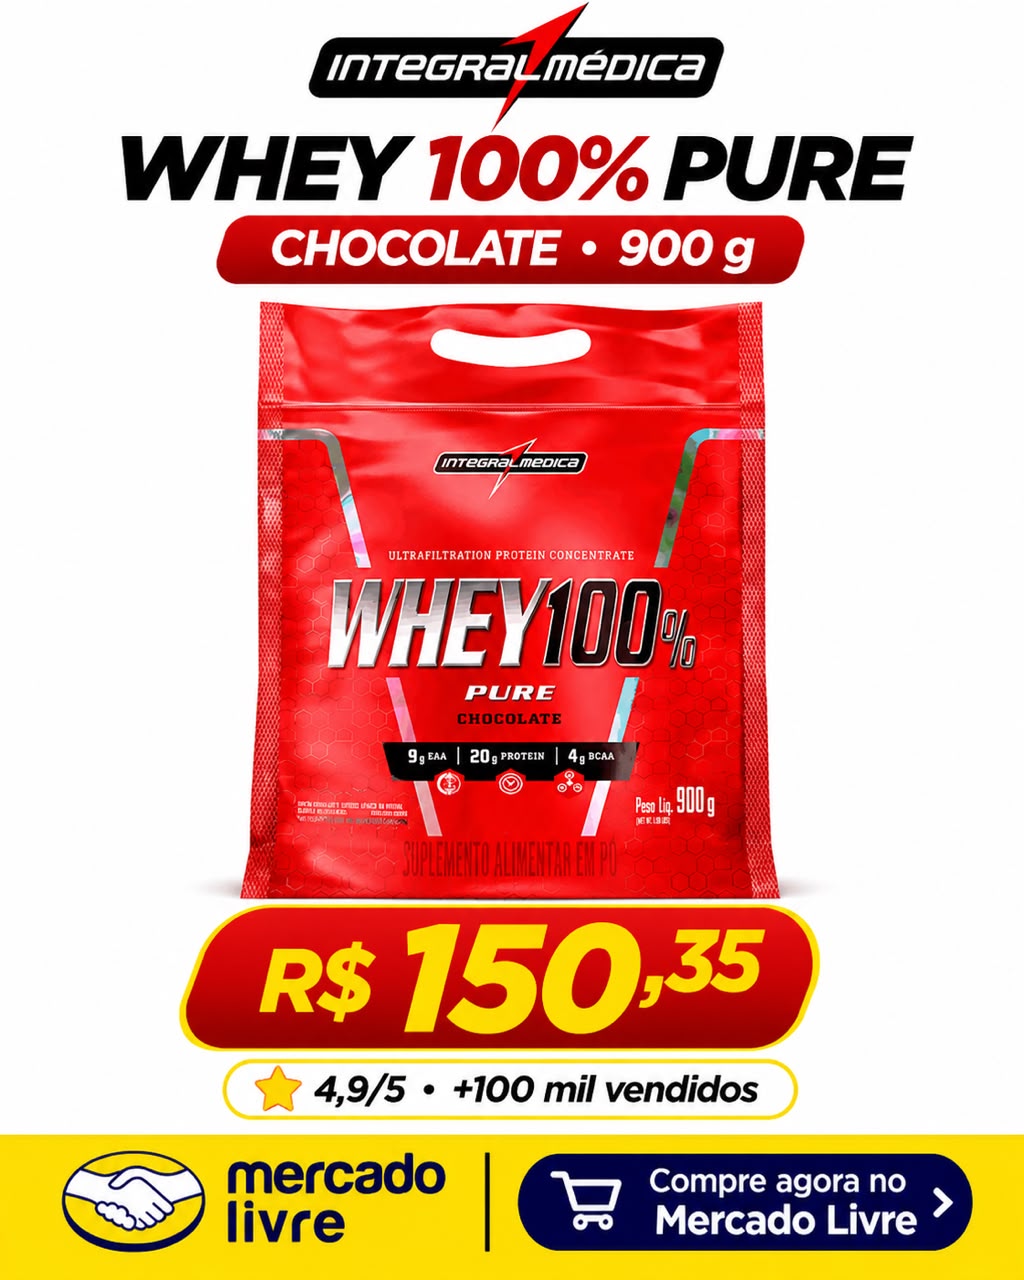 INTEGRALMÉDICA
WHEY 100% PURE
CHOCOLATE • 900 g
INTEGRALMEDICA
ULTRAFILTRATION PROTEIN CONCENTRATE
WHEY100%
PURE
CHOCOLATE
9g EAA | 20g PROTEIN | 4g BCAA
Peso Liq. 900 g
SUPLEMENTO ALIMENTAR EM PÓ
R$ 150,35
4,9/5 • +100 mil vendidos
mercado
livre
Compre agora no
Mercado Livre